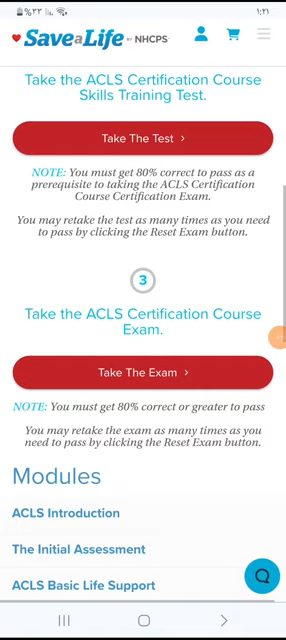 %٣٣
١:٢١
Save a Life BY NHCPS
Take the ACLS Certification Course
Skills Training Test.
Take The Test ›
NOTE: You must get 80% correct to pass as a
prerequisite to taking the ACLS Certification
Course Certification Exam.
You may retake the test as many times as you need
to pass by clicking the Reset Exam button.
3
Take the ACLS Certification Course
Exam.
Take The Exam ›
NOTE: You must get 80% correct or greater to pass
You may retake the exam as many times as you
need to pass by clicking the Reset Exam button.
Modules
ACLS Introduction
The Initial Assessment
ACLS Basic Life Support